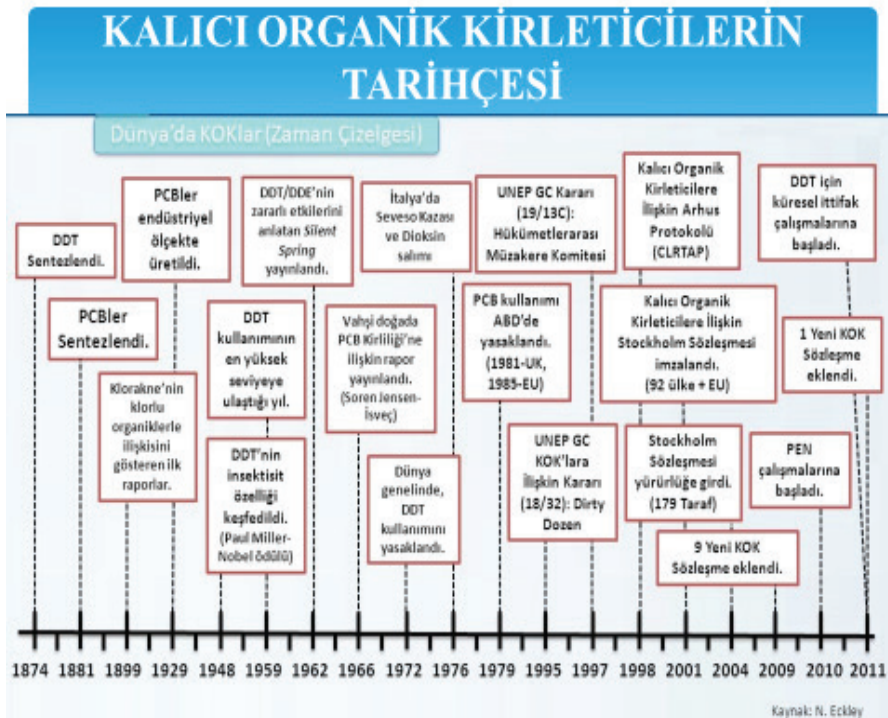 KALICI ORGANİK KİRLETİCİLERİN
TARİHÇESİ
Dünya'da KOKlar (Zaman Çizelgesi)
DDT
Sentezlendi.
PCBler
endüstriyel
ölçekte
üretildi.
DDT/DDE'nin
zararlı etkilerini
anlatan Silent
Spring
yayınlandı.
İtalya'da
Seveso Kazası
ve Dioksin
salımı
UNEP GC Kararı
(19/13C):
Hükümetlerarası
Müzakere Komitesi
Kalıcı Organik
Kirleticilere
İlişkin Arhus
Protokolü
(CLRTAP)
DDT için
küresel ittifak
çalışmalarına
başladı.
PCBler
Sentezlendi.
DDT
kullanımının
en yüksek
seviyeye
ulaştığı yıl.
Vahşi doğada
PCB Kirliliği'ne
ilişkin rapor
yayınlandı.
(Soren Jensen-
İsveç)
PCB kullanımı
ABD'de
yasaklandı.
(1981-UK,
1985-EU)
Kalıcı Organik
Kirleticilere İlişkin
Stockholm Sözleşmesi
imzalandı.
(92 ülke + EU)
1 Yeni KOK
Sözleşme
eklendi.
Klorakne'nin
klorlu
organiklerle
ilişkisini
gösteren ilk
raporlar.
DDT'nin
insektisit
özelliği
keşfedildi.
(Paul Miller-
Nobel ödülü)
Dünya
genelinde,
DDT
kullanımını
yasaklandı.
UNEP GC
KOK'lara
İlişkin Kararı
(18/32): Dirty
Dozen
Stockholm
Sözleşmesi
yürürlüğe girdi.
(179 Taraf)
PEN
çalışmalarına
başladı.
9 Yeni KOK
Sözleşme eklendi.
1874 1881 1899 1929 1948 1959 1962 1966 1972 1976 1979 1995 1997 1998 2001 2004 2009 2010 2011
Kaynak: N. Eckley